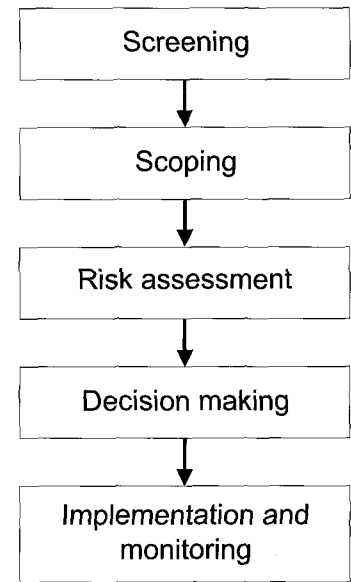 Screening
Scoping
Risk assessment
Decision making
Implementation and
monitoring